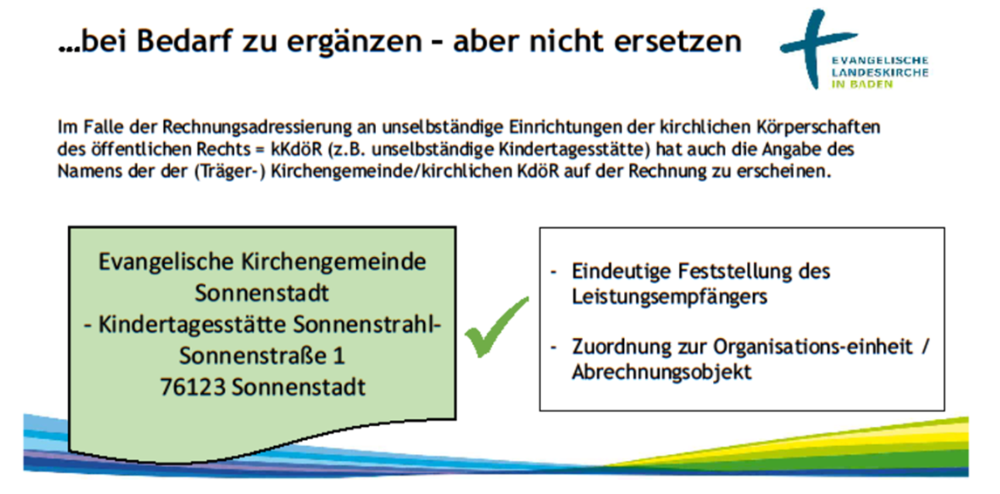 …bei Bedarf zu ergänzen – aber nicht ersetzen
EVANGELISCHE
LANDESKIRCHE
IN BADEN
Im Falle der Rechnungsadressierung an unselbständige Einrichtungen der kirchlichen Körperschaften
des öffentlichen Rechts = kKdöR (z.B. unselbständige Kindertagesstätte) hat auch die Angabe des
Namens der der (Träger-) Kirchengemeinde/kirchlichen KdöR auf der Rechnung zu erscheinen.
Evangelische Kirchengemeinde
Sonnenstadt
- Kindertagesstätte Sonnenstrahl-
Sonnenstraße 1
76123 Sonnenstadt
- Eindeutige Feststellung des
Leistungsempfängers
- Zuordnung zur Organisations-einheit /
Abrechnungsobjekt